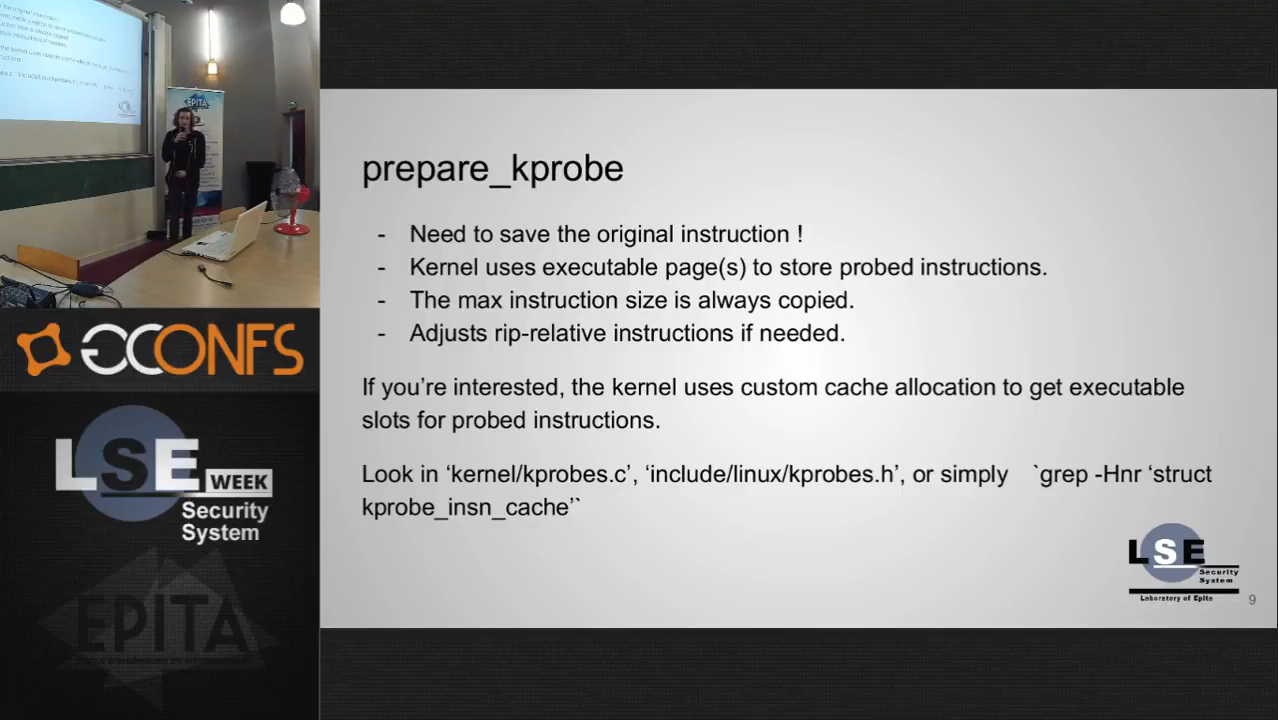 prepare_kprobe
- Need to save the original instruction !
- Kernel uses executable page(s) to store probed instructions.
- The max instruction size is always copied.
- Adjusts rip-relative instructions if needed.
If you’re interested, the kernel uses custom cache allocation to get executable
slots for probed instructions.
Look in ‘kernel/kprobes.c’, ‘include/linux/kprobes.h’, or simply `grep -Hnr ‘struct
kprobe_insn_cache’`
LSE
Security
System
Laboratory of Epita
9
EPITA
CONFS
LSE WEEK
Security
System
EPITA